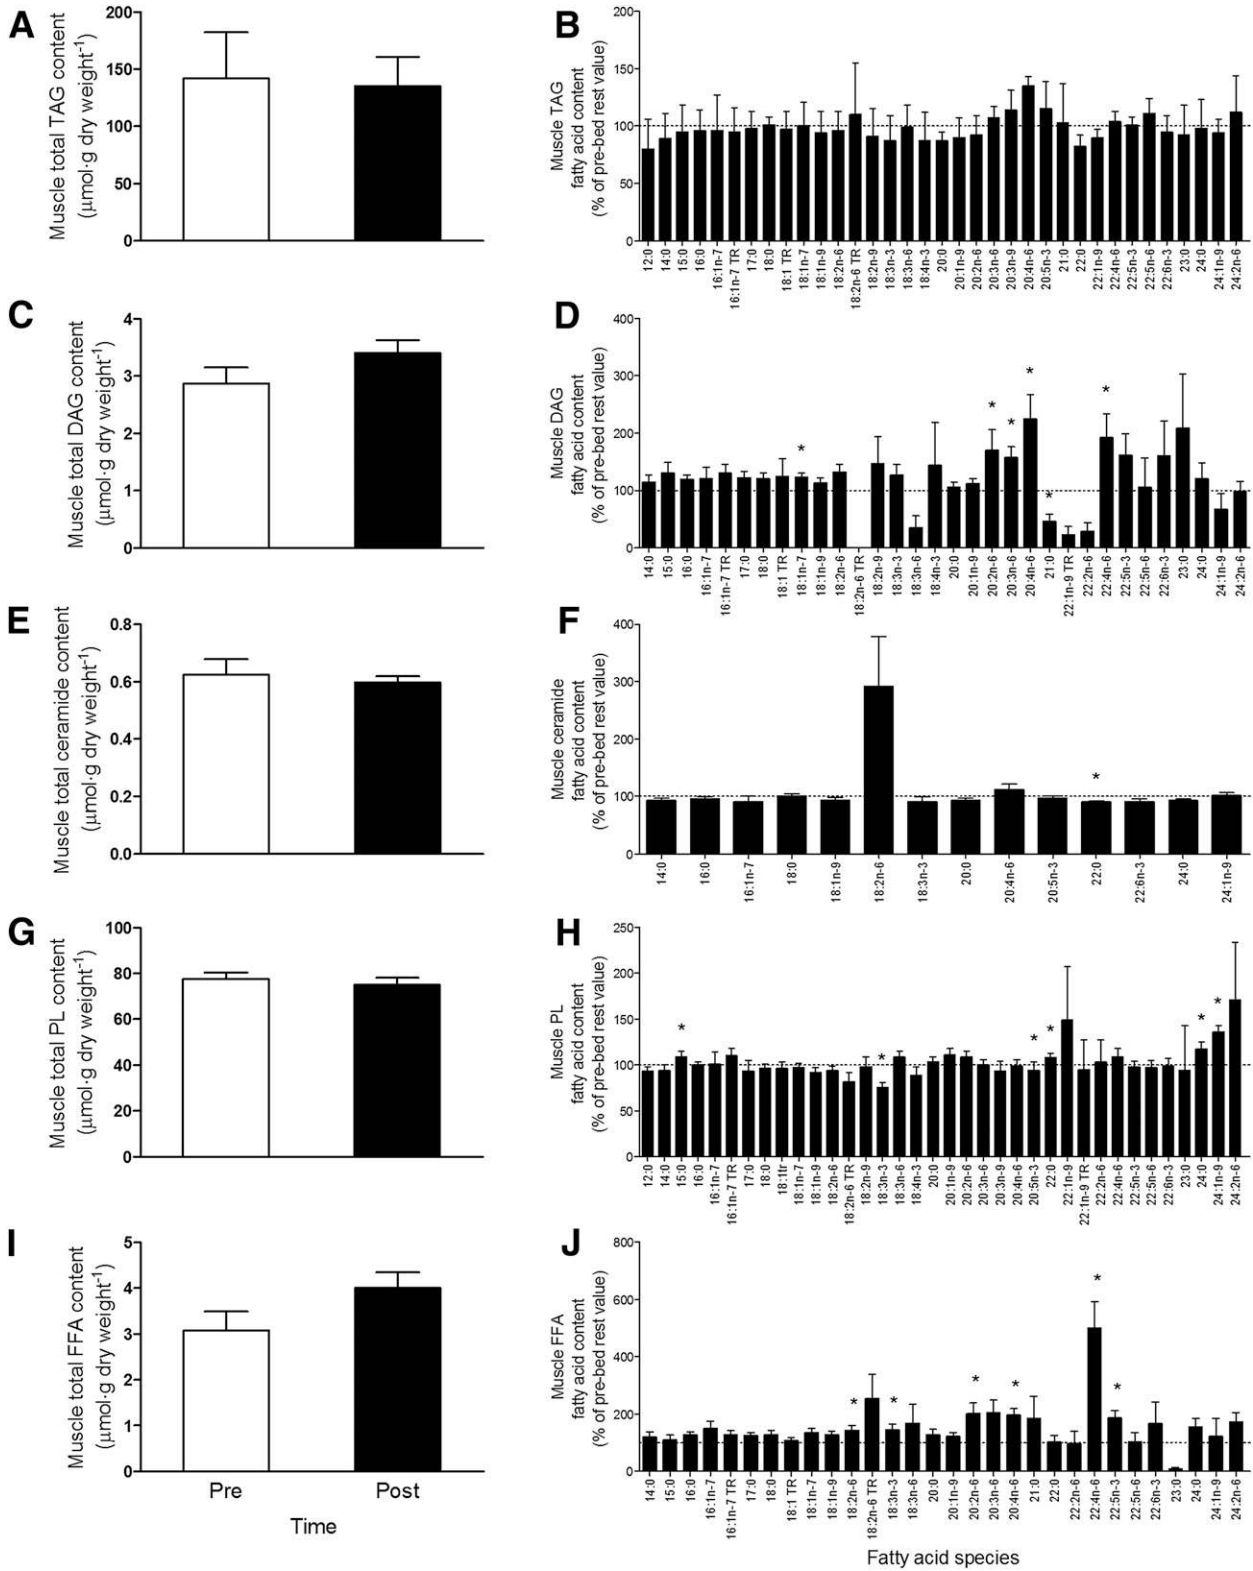 A
Muscle total TAG content
(μmol·g dry weight⁻¹)
200
150
100
50
0
B
Muscle TAG
fatty acid content
(% of pre-bed rest value)
200
150
100
50
0
12:0
14:0
15:0
16:0
16:1n-7
16:1n-7 TR
17:0
18:0
18:1 TR
18:1n-7
18:1n-9
18:2n-6
18:2n-6 TR
18:2n-9
18:3n-3
18:3n-6
18:4n-3
20:0
20:1n-9
20:2n-6
20:3n-6
20:3n-9
20:4n-6
20:5n-3
21:0
22:0
22:1n-9
22:4n-6
22:5n-3
22:5n-6
22:6n-3
23:0
24:0
24:1n-9
24:2n-6
C
Muscle total DAG content
(μmol·g dry weight⁻¹)
4
3
2
1
0
D
Muscle DAG
fatty acid content
(% of pre-bed rest value)
400
300
200
100
0
* * * * * *
14:0
15:0
16:0
16:1n-7
16:1n-7 TR
17:0
18:0
18:1 TR
18:1n-7
18:1n-9
18:2n-6
18:2n-6 TR
18:2n-9
18:3n-3
18:3n-6
18:4n-3
20:0
20:1n-9
20:2n-6
20:3n-6
20:4n-6
21:0
22:1n-9 TR
22:2n-6
22:4n-6
22:5n-3
22:5n-6
22:6n-3
23:0
24:0
24:1n-9
24:2n-6
E
Muscle total ceramide content
(μmol·g dry weight⁻¹)
0.8
0.6
0.4
0.2
0.0
F
Muscle ceramide
fatty acid content
(% of pre-bed rest value)
400
300
200
100
0
*
14:0
16:0
16:1n-7
18:0
18:1n-9
18:2n-6
18:3n-3
20:0
20:4n-6
20:5n-3
22:0
22:6n-3
24:0
24:1n-9
G
Muscle total PL content
(μmol·g dry weight⁻¹)
100
80
60
40
20
0
H
Muscle PL
fatty acid content
(% of pre-bed rest value)
250
200
150
100
50
0
* * * * * *
12:0
14:0
15:0
16:0
16:1n-7
16:1n-7 TR
17:0
18:0
18:1tr
18:1n-7
18:1n-9
18:2n-6
18:2n-6 TR
18:2n-9
18:3n-3
18:3n-6
18:4n-3
20:0
20:1n-9
20:2n-6
20:3n-6
20:3n-9
20:4n-6
20:5n-3
22:0
22:1n-9
22:1n-9 TR
22:2n-6
22:4n-6
22:5n-3
22:5n-6
22:6n-3
23:0
24:0
24:1n-9
24:2n-6
I
Muscle total FFA content
(μmol·g dry weight⁻¹)
5
4
3
2
1
0
Pre
Post
Time
J
Muscle FFA
fatty acid content
(% of pre-bed rest value)
800
600
400
200
0
* * * * * *
14:0
15:0
16:0
16:1n-7
16:1n-7 TR
17:0
18:0
18:1 TR
18:1n-7
18:1n-9
18:2n-6
18:2n-6 TR
18:3n-3
18:3n-6
20:0
20:1n-9
20:2n-6
20:3n-6
20:4n-6
21:0
22:0
22:2n-6
22:4n-6
22:5n-3
22:5n-6
22:6n-3
23:0
24:0
24:1n-9
24:2n-6
Fatty acid species